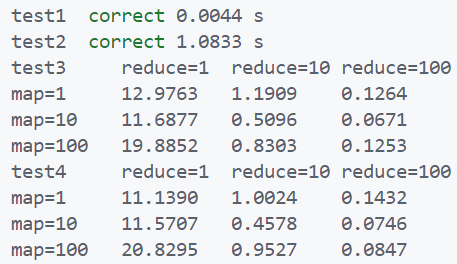 test1  correct 0.0044 s
test2  correct 1.0833 s
test3     reduce=1  reduce=10 reduce=100
map=1     12.9763   1.1909    0.1264
map=10    11.6877   0.5096    0.0671
map=100   19.8852   0.8303    0.1253
test4     reduce=1  reduce=10 reduce=100
map=1     11.1390   1.0024    0.1432
map=10    11.5707   0.4578    0.0746
map=100   20.8295   0.9527    0.0847